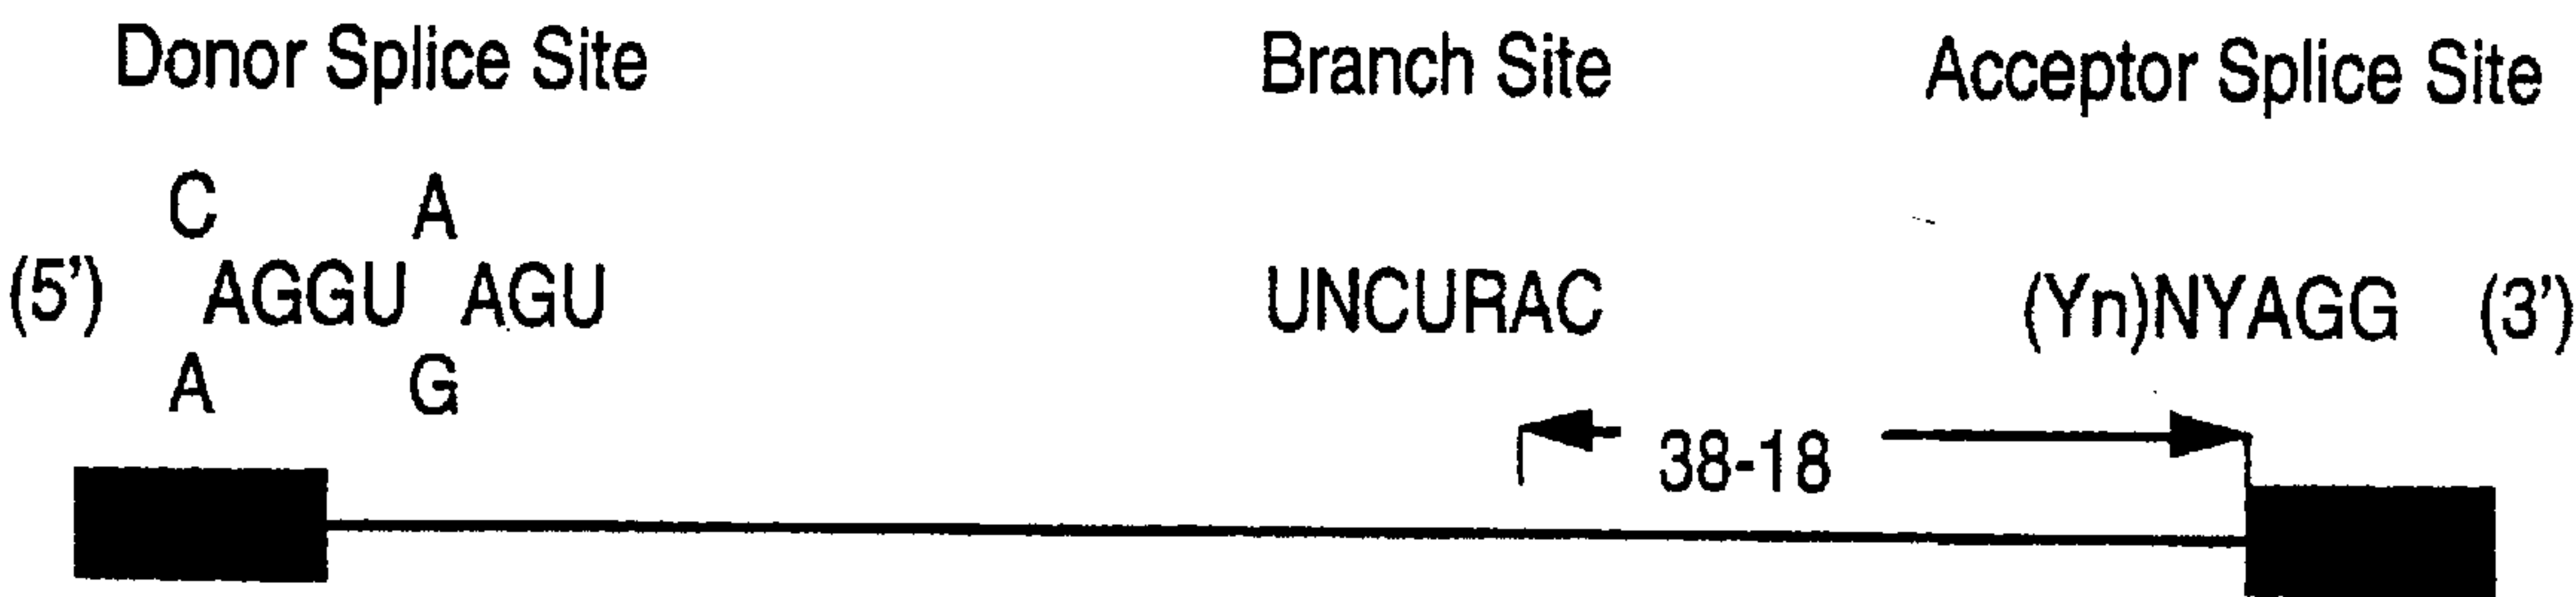 Donor Splice Site Branch Site Acceptor Splice Site
C A
(5') AGGU AGU UNCURAC (Yn)NYAGG (3')
A G
38-18